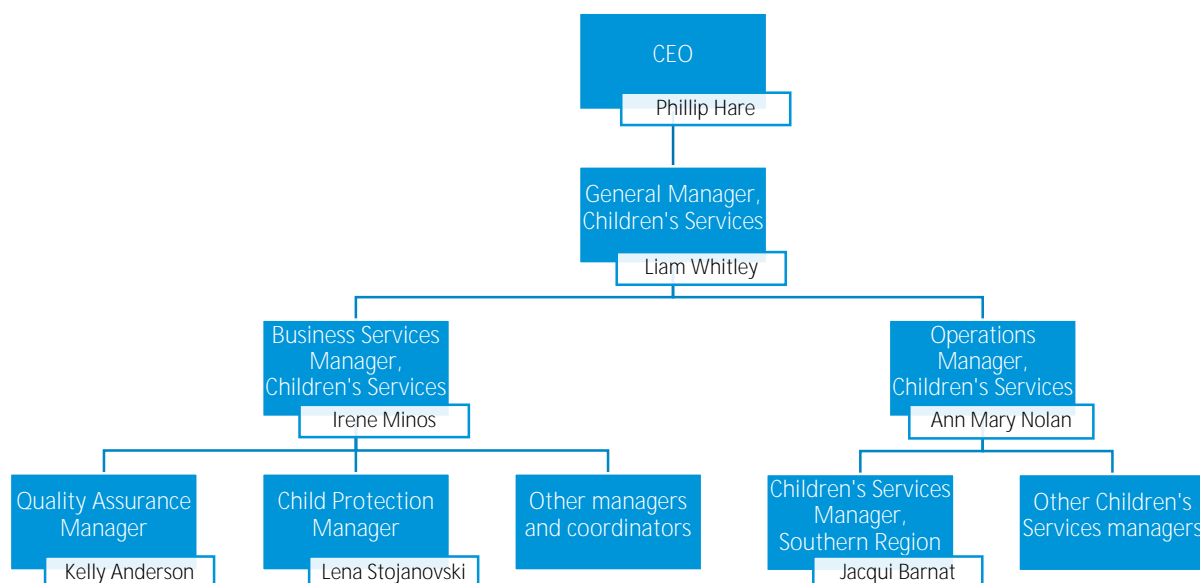 CEO
Phillip Hare
General Manager,
Children's Services
Liam Whitley
Business Services
Manager,
Children's Services
Irene Minos
Operations
Manager,
Children's Services
Ann Mary Nolan
Quality Assurance
Manager
Kelly Anderson
Child Protection
Manager
Lena Stojanovski
Other managers
and coordinators
Children's Services
Manager,
Southern Region
Jacqui Barnat
Other Children's
Services managers